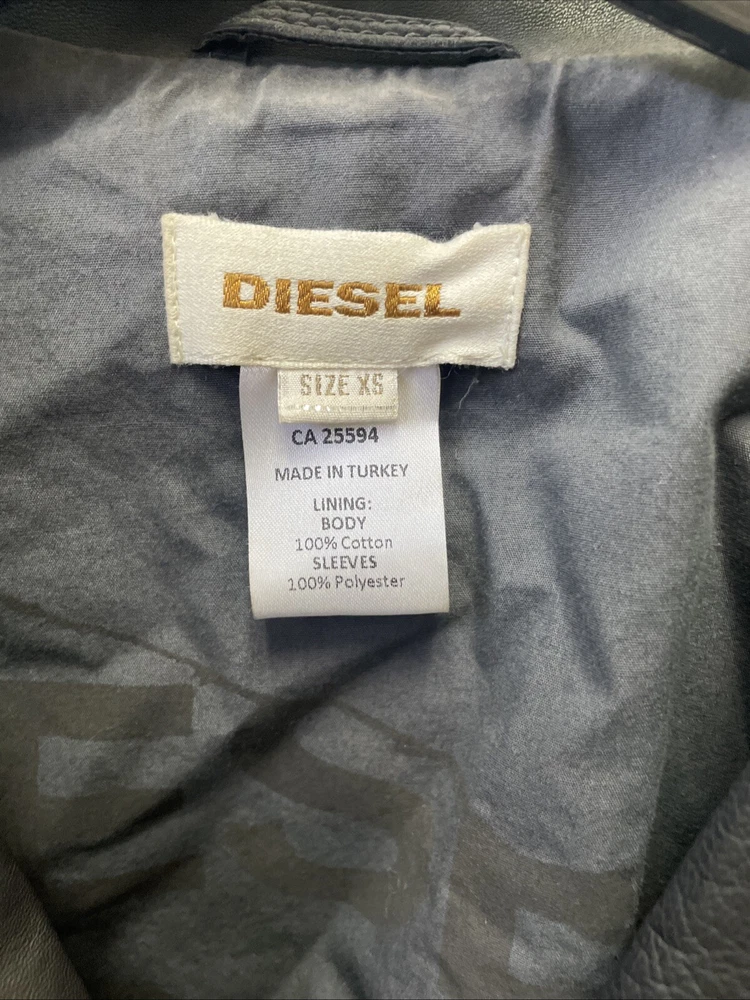 DIESEL
SIZE XS
CA 25594
MADE IN TURKEY
LINING:
BODY
100% Cotton
SLEEVES
100% Polyester